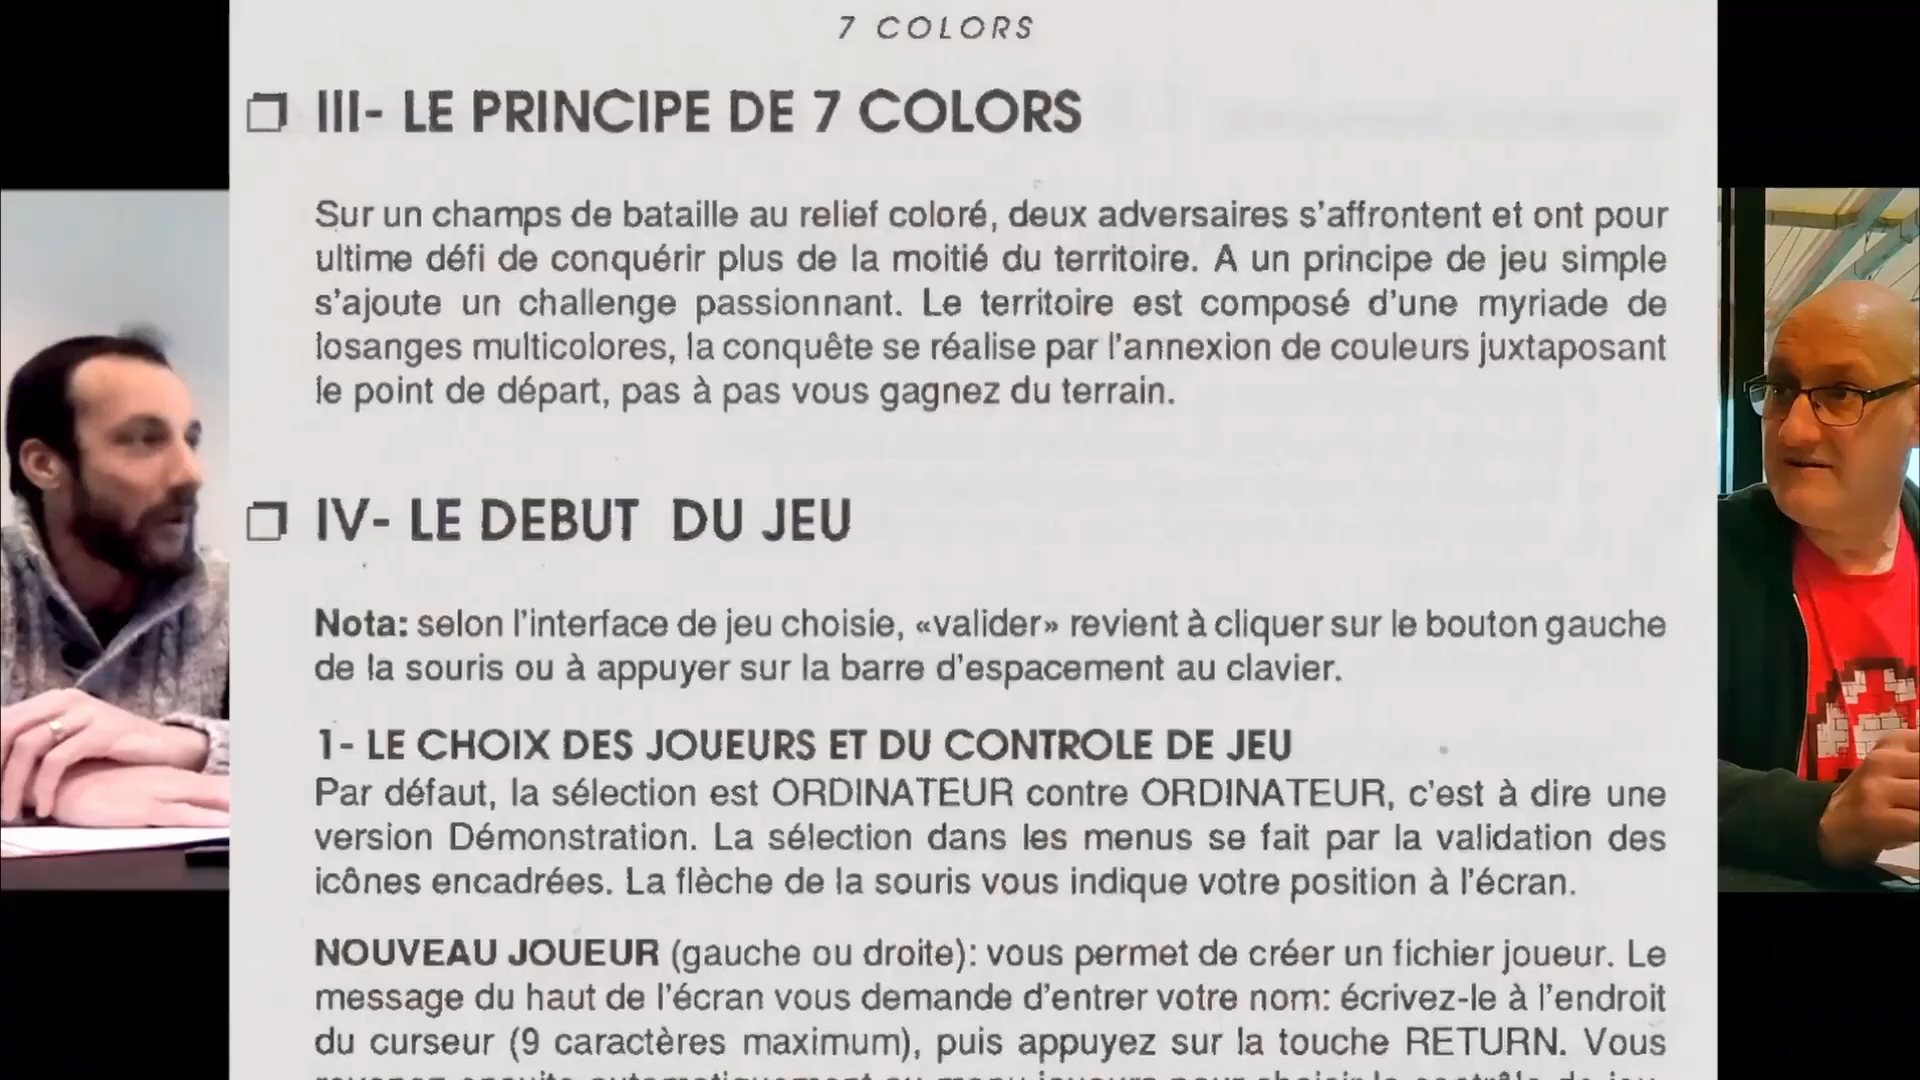 7 COLORS
III- LE PRINCIPE DE 7 COLORS
Sur un champs de bataille au relief coloré, deux adversaires s'affrontent et ont pour
ultime défi de conquérir plus de la moitié du territoire. A un principe de jeu simple
s'ajoute un challenge passionnant. Le territoire est composé d'une myriade de
losanges multicolores, la conquête se réalise par l'annexion de couleurs juxtaposant
le point de départ, pas à pas vous gagnez du terrain.
IV- LE DEBUT DU JEU
Nota: selon l'interface de jeu choisie, «valider» revient à cliquer sur le bouton gauche
de la souris ou à appuyer sur la barre d'espacement au clavier.
1- LE CHOIX DES JOUEURS ET DU CONTROLE DE JEU
Par défaut, la sélection est ORDINATEUR contre ORDINATEUR, c'est à dire une
version Démonstration. La sélection dans les menus se fait par la validation des
icônes encadrées. La flèche de la souris vous indique votre position à l'écran.
NOUVEAU JOUEUR (gauche ou droite): vous permet de créer un fichier joueur. Le
message du haut de l'écran vous demande d'entrer votre nom: écrivez-le à l'endroit
du curseur (9 caractères maximum), puis appuyez sur la touche RETURN. Vous